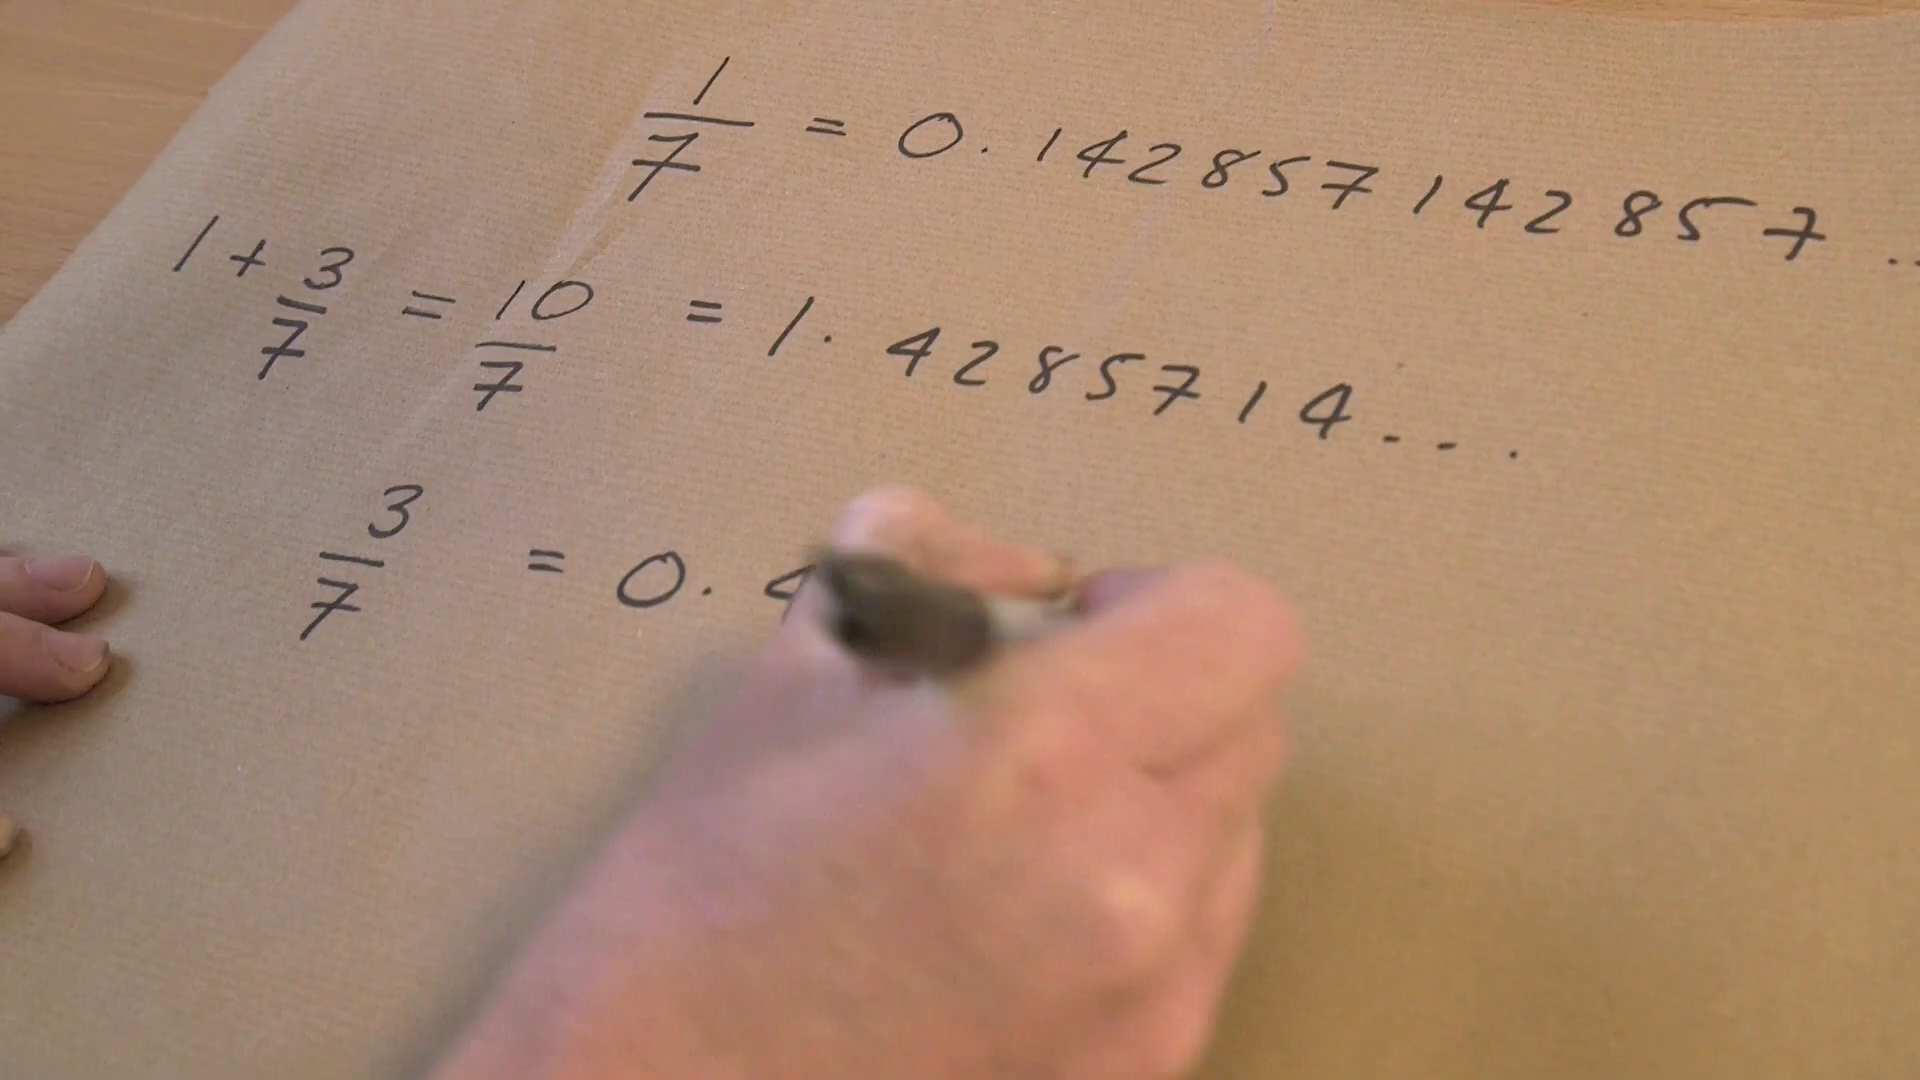 1/7 = 0.142857142857..
1 + 3/7 = 10/7 = 1.4285714...
3/7 = 0.4